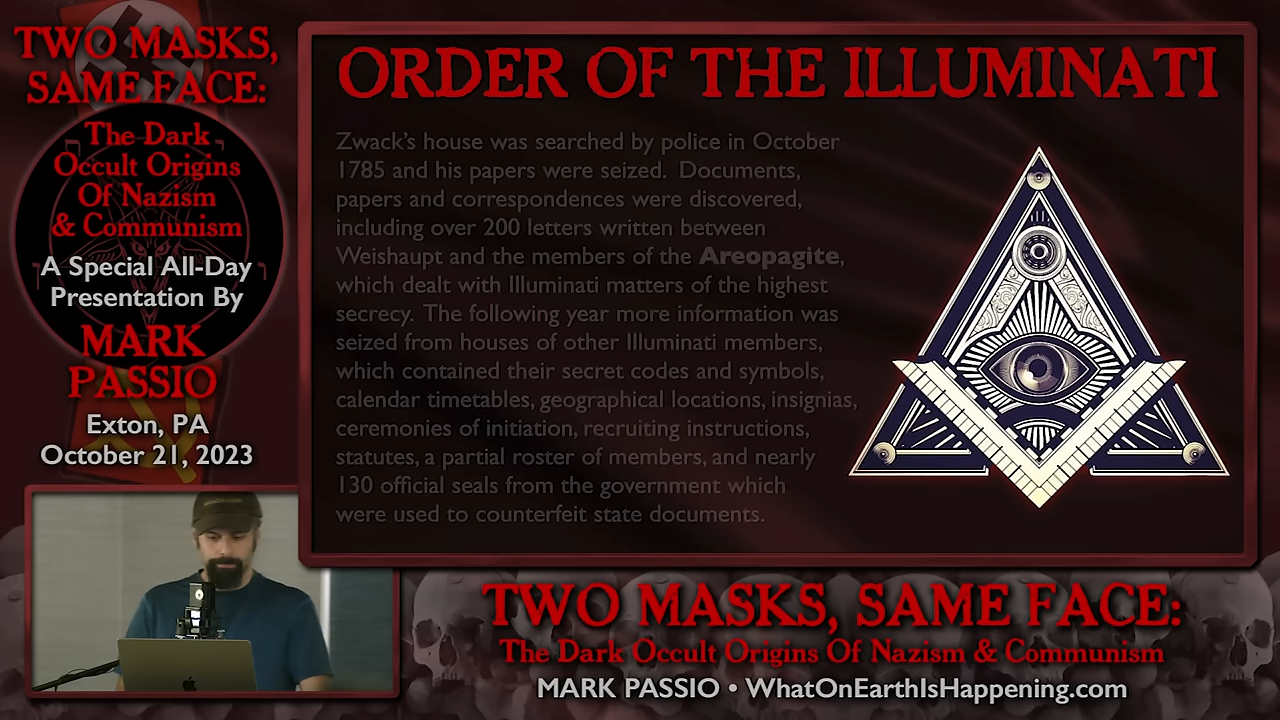 TWO MASKS,
SAME FACE:
The Dark
Occult Origins
Of Nazism
& Communism
A Special All-Day
Presentation By
MARK
PASSIO
Exton, PA
October 21, 2023
ORDER OF THE ILLUMINATI
Zwack's house was searched by police in October
1785 and his papers were seized. Documents,
papers and correspondences were discovered,
including over 200 letters written between
Weishaupt and the members of the Areopagite,
which dealt with Illuminati matters of the highest
secrecy. The following year more information was
seized from houses of other Illuminati members,
which contained their secret codes and symbols,
calendar timetables, geographical locations, insignias,
ceremonies of initiation, recruiting instructions,
statutes, a partial roster of members, and nearly
130 official seals from the government which
were used to counterfeit state documents.
TWO MASKS, SAME FACE:
The Dark Occult Origins Of Nazism & Communism
MARK PASSIO • WhatOnEarthIsHappening.com